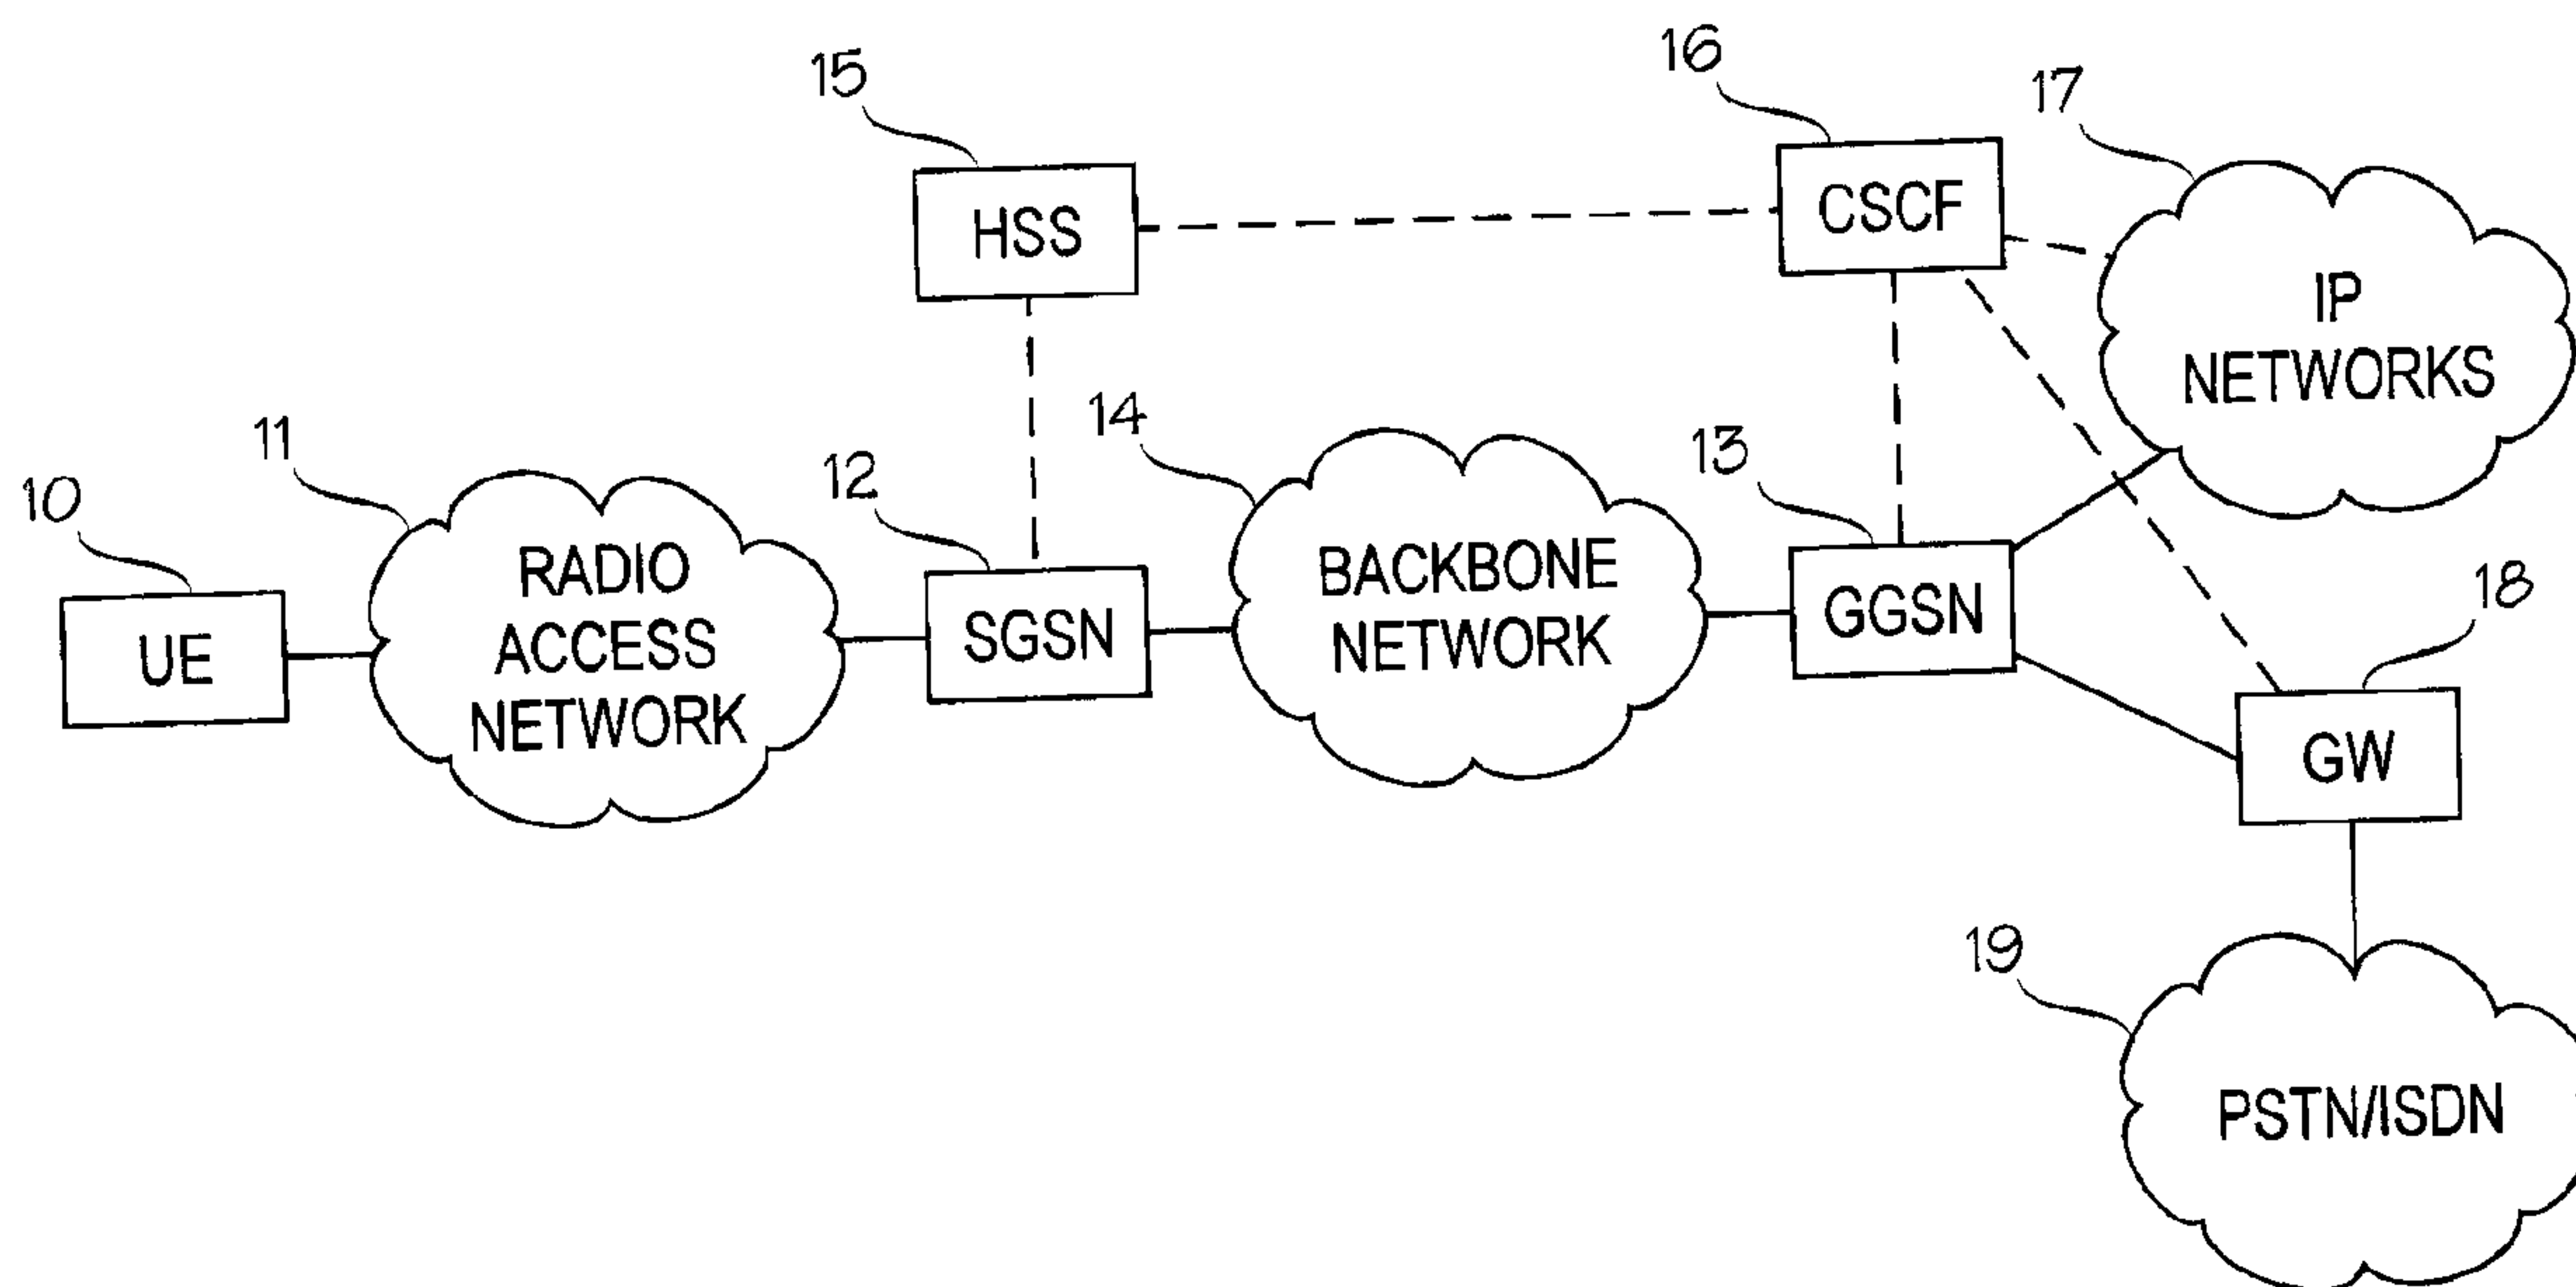 15
16
17
HSS
CSCF
IP
NETWORKS
10
11
12
14
13
18
UE
RADIO
ACCESS
NETWORK
SGSN
BACKBONE
NETWORK
GGSN
GW
19
PSTN/ISDN